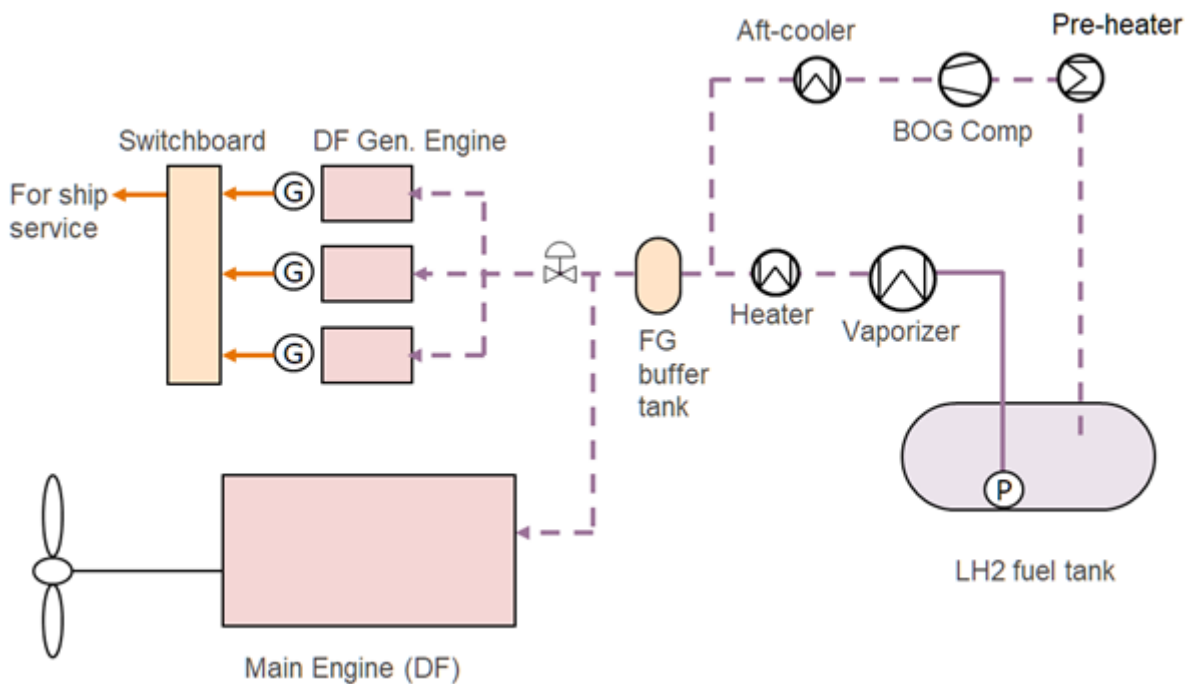 Aft-cooler
Pre-heater
BOG Comp
Switchboard
DF Gen. Engine
For ship
service
G
G
G
Heater
Vaporizer
FG
buffer
tank
P
LH2 fuel tank
Main Engine (DF)